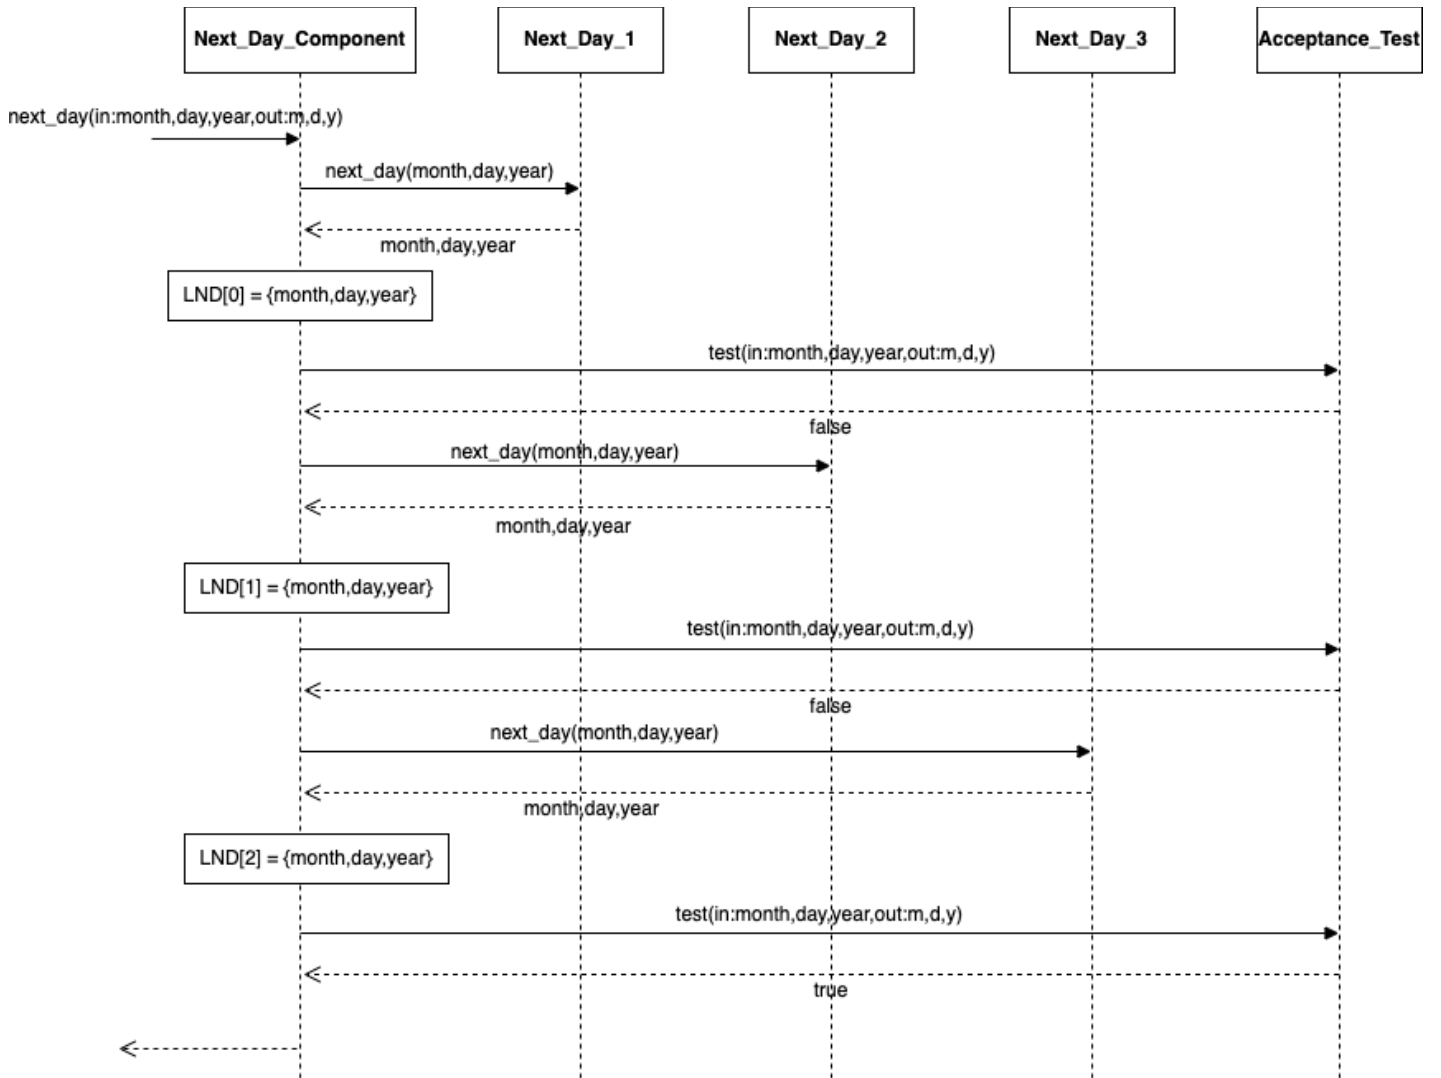 Next_Day_Component
Next_Day_1
Next_Day_2
Next_Day_3
Acceptance_Test
next_day(in:month,day,year,out:m,d,y)
next_day(month,day,year)
month,day,year
LND[0] = {month,day,year}
test(in:month,day,year,out:m,d,y)
false
next_day(month,day,year)
month,day,year
LND[1] = {month,day,year}
test(in:month,day,year,out:m,d,y)
false
next_day(month,day,year)
month,day,year
LND[2] = {month,day,year}
test(in:month,day,year,out:m,d,y)
true